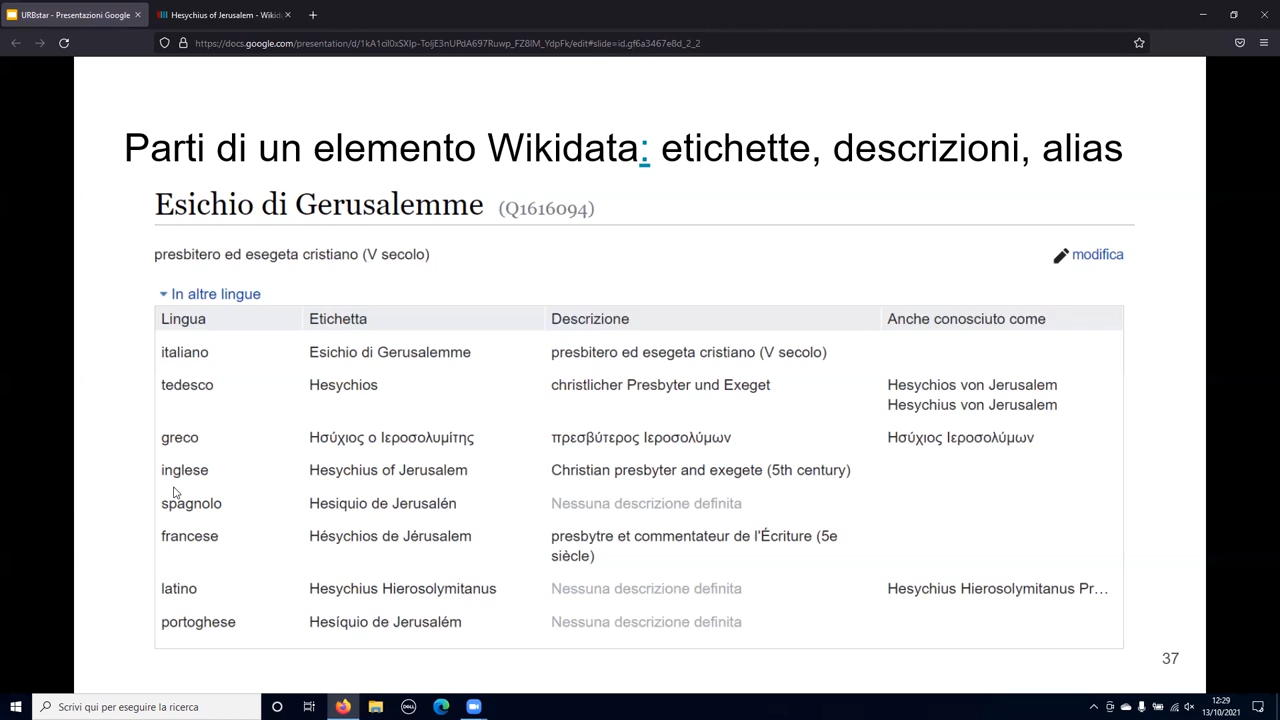 URBstar - Presentazioni Google
Hesychius of Jerusalem - Wikid
https://docs.google.com/presentation/d/1kA1cil0xSXIp-ToIjE3nUPdA697Ruwp_FZ8IM_YdpFk/edit#slide=id.gf6a3467e8d_2_2
Parti di un elemento Wikidata: etichette, descrizioni, alias
Esichio di Gerusalemme (Q1616094)
presbitero ed esegeta cristiano (V secolo) modifica
In altre lingue
Lingua Etichetta Descrizione Anche conosciuto come
italiano Esichio di Gerusalemme presbitero ed esegeta cristiano (V secolo)
tedesco Hesychios christlicher Presbyter und Exeget Hesychios von Jerusalem
Hesychius von Jerusalem
greco Ησύχιος ο Ιεροσολυμίτης πρεσβύτερος Ιεροσολύμων Ησύχιος Ιεροσολύμων
inglese Hesychius of Jerusalem Christian presbyter and exegete (5th century)
spagnolo Hesiquio de Jerusalén Nessuna descrizione definita
francese Hésychios de Jérusalem presbytre et commentateur de l'Écriture (5e
siècle)
latino Hesychius Hierosolymitanus Nessuna descrizione definita Hesychius Hierosolymitanus Pr…
portoghese Hesíquio de Jerusalém Nessuna descrizione definita
37
Scrivi qui per eseguire la ricerca
DELL
12:29
13/10/2021